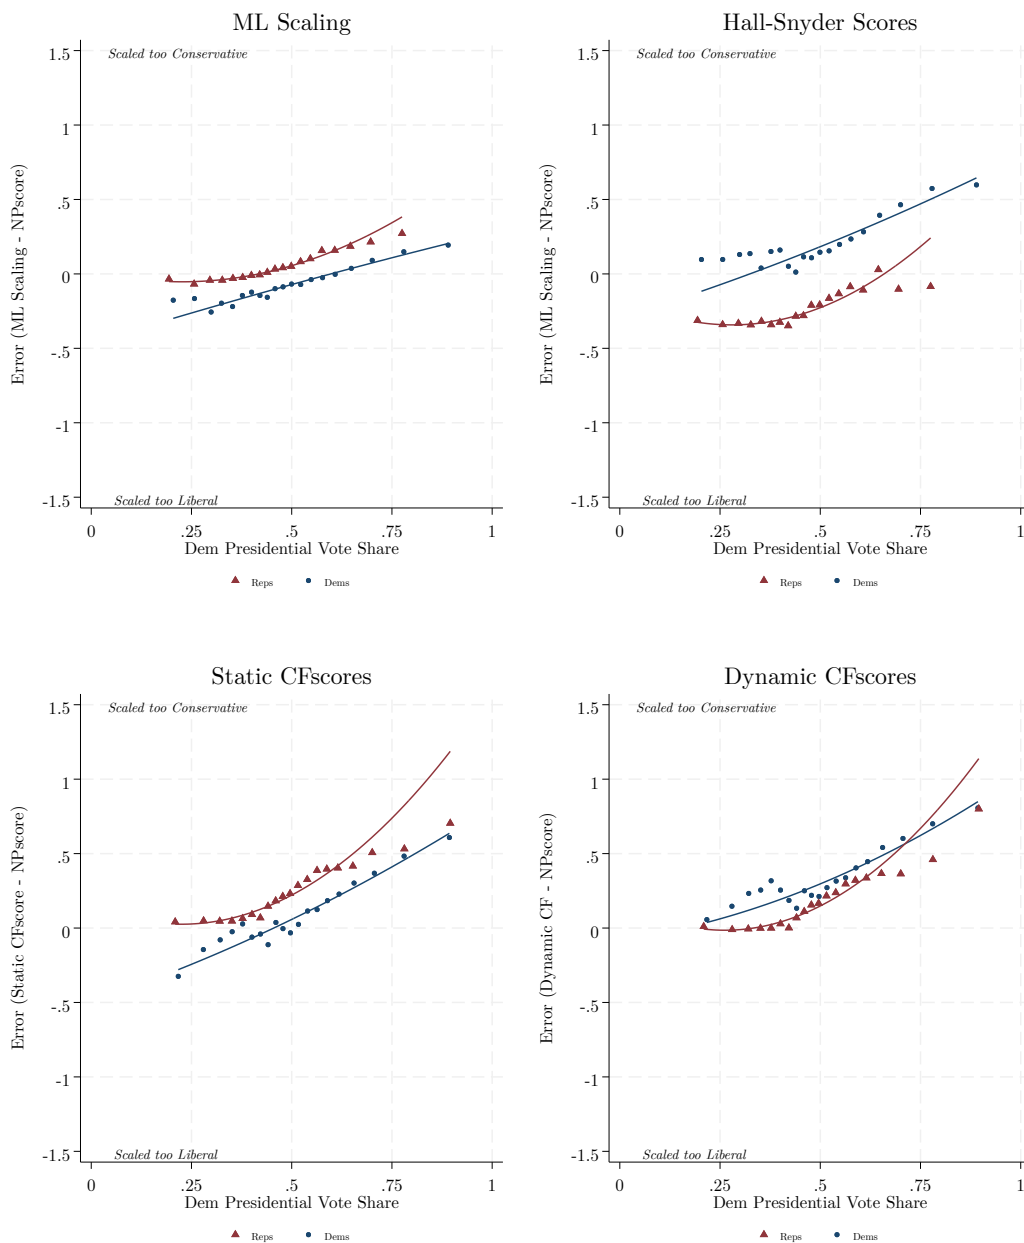 ML Scaling
Scaled too Conservative
Error (ML Scaling - NPscore)
1.5
1
.5
0
-.5
-1
-1.5
Scaled too Liberal
0 .25 .5 .75 1
Dem Presidential Vote Share
Reps Dems
Hall-Snyder Scores
Scaled too Conservative
Error (ML Scaling - NPscore)
1.5
1
.5
0
-.5
-1
-1.5
Scaled too Liberal
0 .25 .5 .75 1
Dem Presidential Vote Share
Reps Dems
Static CFscores
Scaled too Conservative
Error (Static CFscore - NPscore)
1.5
1
.5
0
-.5
-1
-1.5
Scaled too Liberal
0 .25 .5 .75 1
Dem Presidential Vote Share
Reps Dems
Dynamic CFscores
Scaled too Conservative
Error (Dynamic CF - NPscore)
1.5
1
.5
0
-.5
-1
-1.5
Scaled too Liberal
0 .25 .5 .75 1
Dem Presidential Vote Share
Reps Dems